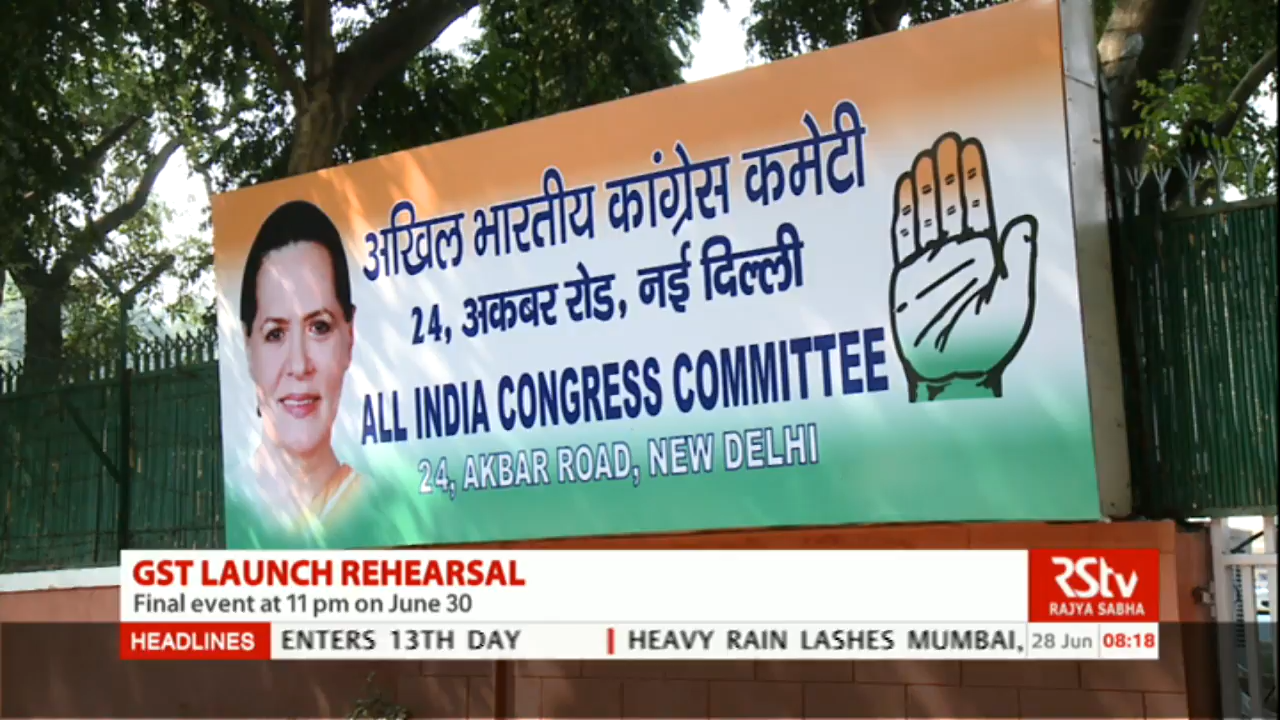 अखिल भारतीय कांग्रेस कमेटी
24, अकबर रोड, नई दिल्ली
ALL INDIA CONGRESS COMMITTEE
24, AKBAR ROAD, NEW DELHI
GST LAUNCH REHEARSAL
Final event at 11 pm on June 30
RStv
RAJYA SABHA
HEADLINES ENTERS 13TH DAY | HEAVY RAIN LASHES MUMBAI, 28 Jun 08:18